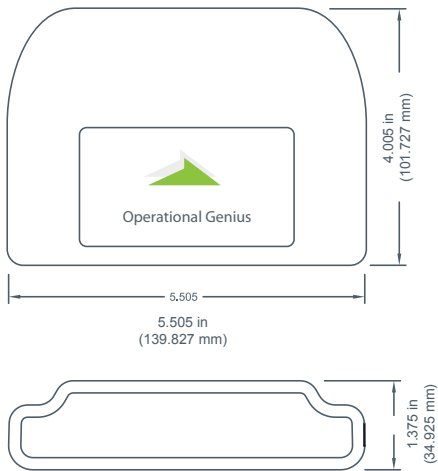 4.005 in
(101.727 mm)
Operational Genius
5.505
5.505 in
(139.827 mm)
1.375 in
(34.925 mm)